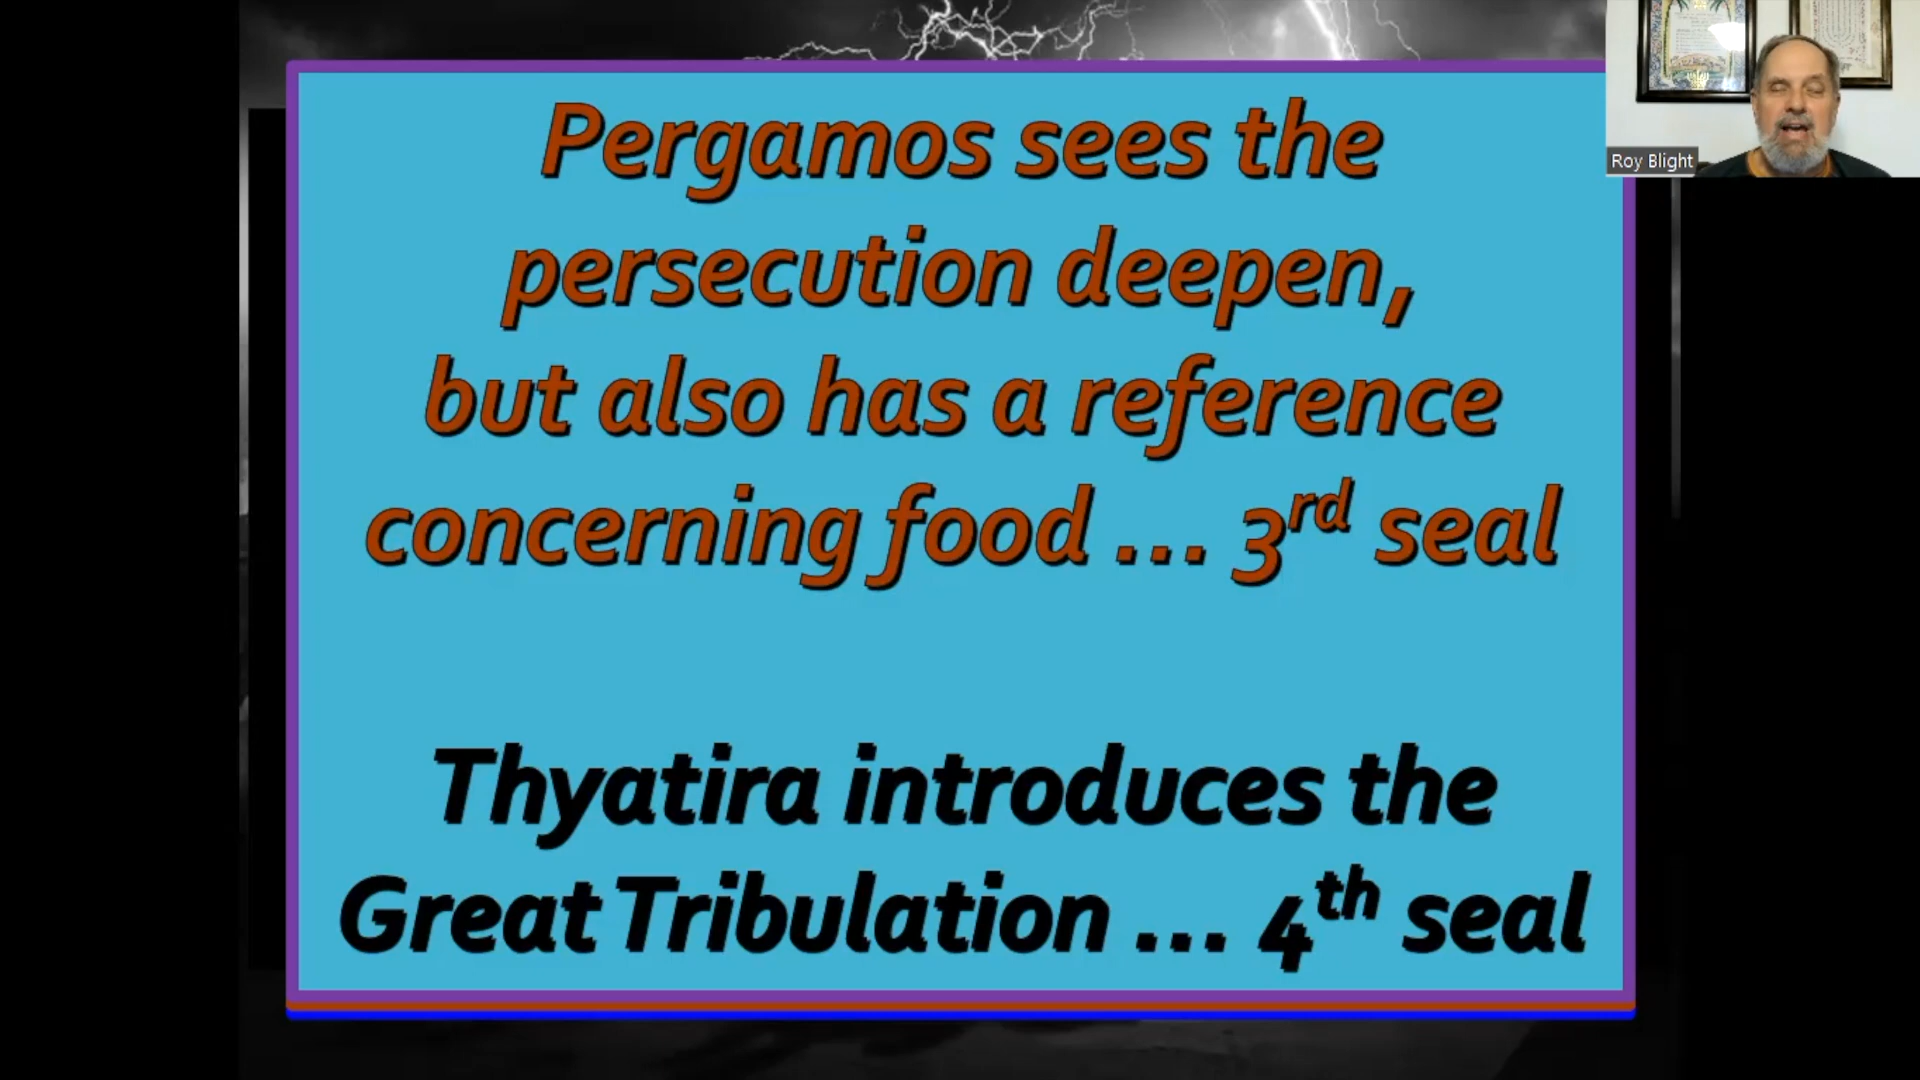 Pergamos sees the
persecution deepen,
but also has a reference
concerning food ... 3rd seal
Thyatira introduces the
Great Tribulation ... 4th seal
Roy Blight